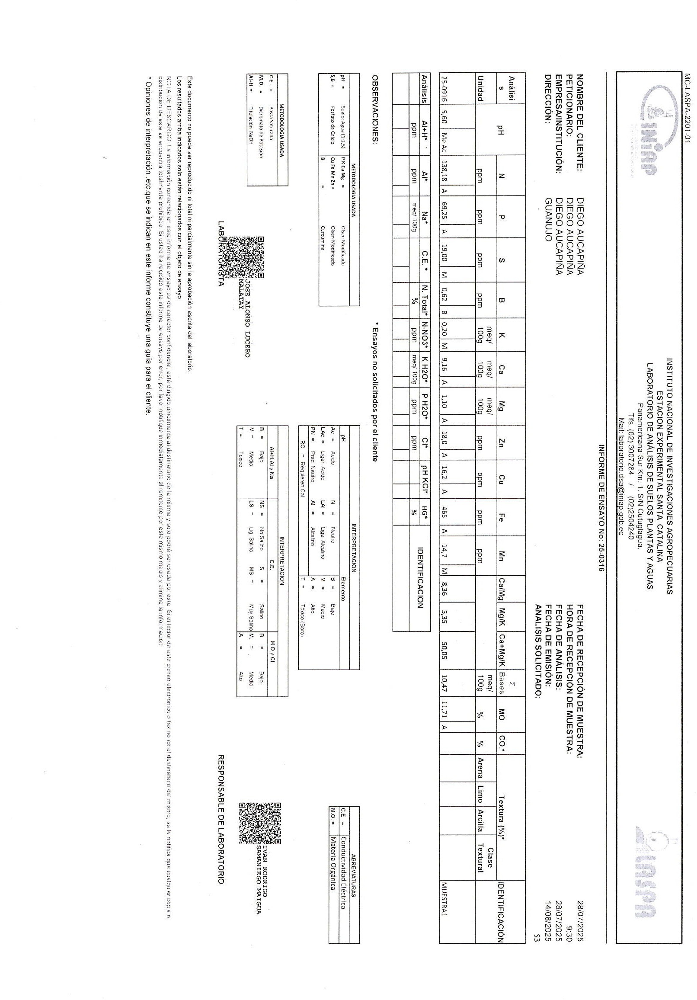 MC-LASPA-2201-01
INIAP
INSTITUTO NACIONAL DE INVESTIGACIONES AGROPECUARIAS
ESTACION EXPERIMENTAL SANTA CATALINA
LABORATORIO DE ANÁLISIS DE SUELOS PLANTAS Y AGUAS
Panamericana Sur Km. 1. S/N Cutuglagua.
Tlfs. (02) 3007284 / (02)2504240
Mail: laboratorio.dsa@iniap.gob.ec
INFORME DE ENSAYO No: 25-0316
NOMBRE DEL CLIENTE: DIEGO AUCAPIÑA
PETICIONARIO: DIEGO AUCAPIÑA
EMPRESA/INSTITUCIÓN: DIEGO AUCAPIÑA
DIRECCIÓN: GUANUJO
FECHA DE RECEPCIÓN DE MUESTRA: 28/07/2025
HORA DE RECEPCIÓN DE MUESTRA: 9:30
FECHA DE ANÁLISIS: 28/07/2025
FECHA DE EMISIÓN: 14/08/2025
ANALISIS SOLICITADO: S3
Análisi s pH N P S B K Ca Mg Zn Cu Fe Mn Ca/Mg Mg/K Ca+Mg/K Σ Bases MO CO.* Textura (%)* IDENTIFICACIÓN
Unidad ppm ppm ppm ppm meq/ 100g meq/ 100g meq/ 100g ppm ppm ppm ppm meq/ 100g % % Arena Limo Arcilla Clase Textural
25-0916 5,60 Me Ac 138,18 A 69,25 A 19,00 M 0,62 B 0,20 M 9,16 A 1,10 A 18,0 A 16,2 A 465 A 14,7 M 8,36 5,35 50,05 10,47 11,71 A MUESTRA1
Análisis Al+H* Al* Na* C.E. * N. Total* N-NO3* K H2O* P H2O* Cl* pH KCl* HG* IDENTIFICACION
ppm ppm meq/ 100g % ppm meq/ 100g ppm ppm %
OBSERVACIONES:
* Ensayos no solicitados por el cliente
METODOLOGIA USADA
pH = Suelo: Agua (1:2,5) P K Ca Mg = Olsen Modificado
S,B = Fosfato de Calcio Cu Fe Mn Zn = Olsen Modificado
B = Curcumina
INTERPRETACION
pH Elemento
Ac = Acido N = Neutro B = Bajo
LAc = Liger. Acido LAl = Lige. Alcalino M = Medio
PN = Prac. Neutro Al = Alcalino A = Alto
RC = Requieren Cal T = Tóxico (Boro)
ABREVIATURAS
C.E = Conductividad Eléctrica
M.O. = Materia Orgánica
METODOLOGIA USADA
C.E. = Pasta Saturada
M.O. = Dicromato de Potasion
Al+H = Titulación NaOH
INTERPRETACION
Al+H,Al y Na C.E. M.O y Cl
B = Bajo NS = No Salino S = Salino B = Bajo
M = Medio LS = Lig. Salino MS = Muy Salino M. = Medio
T = Tóxico A = Alto
JOSE ALONSO LUCERO
MALATAY
LABORATORISTA
IVAN RODRIGO
SAMANIEGO MAIGUA
RESPONSABLE DE LABORATORIO
Este documento no puede ser reproducido ni total ni parcialmente sin la aprobación escrita del laboratorio.
Los resultados arriba indicados solo están relacionados con el objeto de ensayo
NOTA DE DESCARGO: La información contenida en este informe de ensayo es de carácter confidencial, está dirigido únicamente al destinatario de la misma y solo podrá ser usada por este. Si el lector de este correo electronico o fax no es el destinatario del mismo, se le notifica que cualquier copia o
distribución de este se encuentra totalmente prohibido. Si usted ha recibido este informe de ensayo por error, por favor notifique inmediatamente al remitente por este mismo medio y elimine la información
* Opiniones de interpretación ,etc,que se indican en este informe constituye una guía para el cliente.